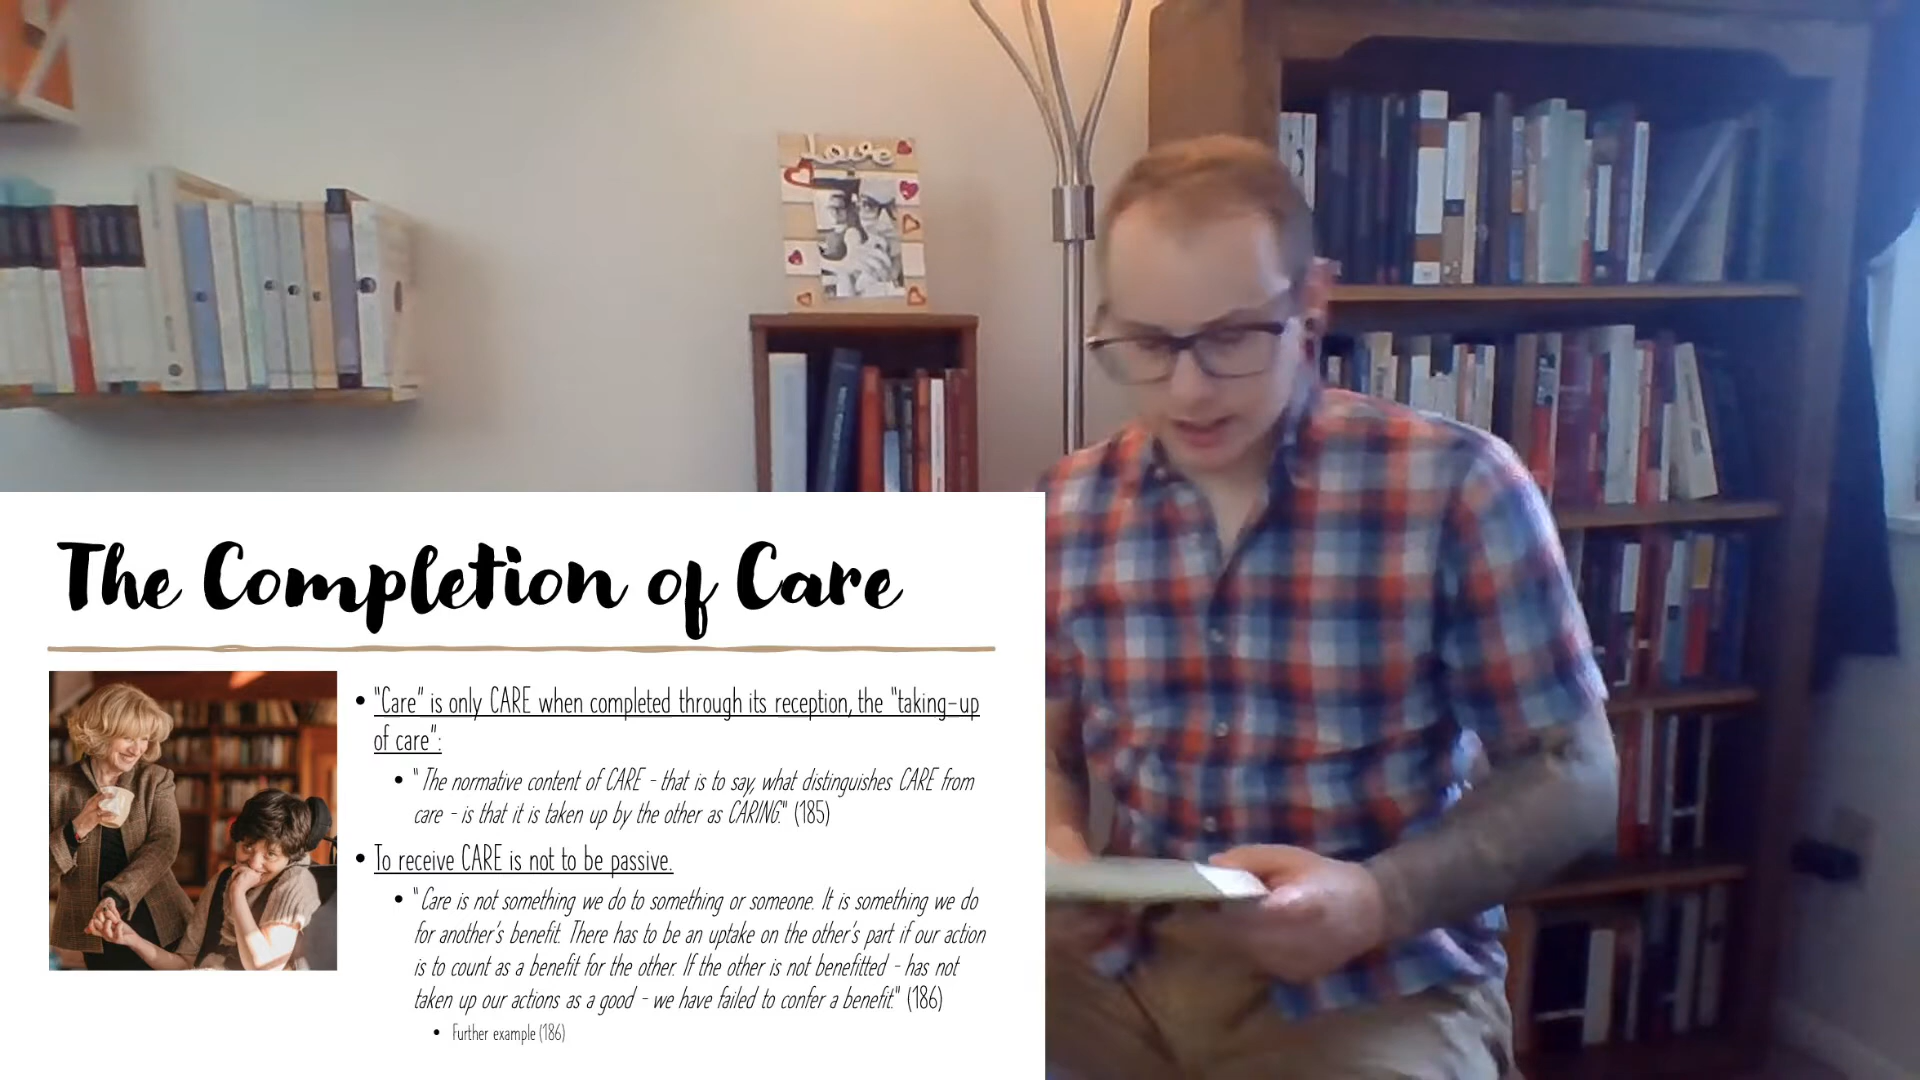 Love
The Completion of Care
• "Care" is only CARE when completed through its reception, the "taking-up
of care":
• "The normative content of CARE - that is to say, what distinguishes CARE from
care - is that it is taken up by the other as CARING." (185)
• To receive CARE is not to be passive.
• "Care is not something we do to something or someone. It is something we do
for another's benefit. There has to be an uptake on the other's part if our action
is to count as a benefit for the other. If the other is not benefitted - has not
taken up our actions as a good - we have failed to confer a benefit." (186)
• Further example (186)